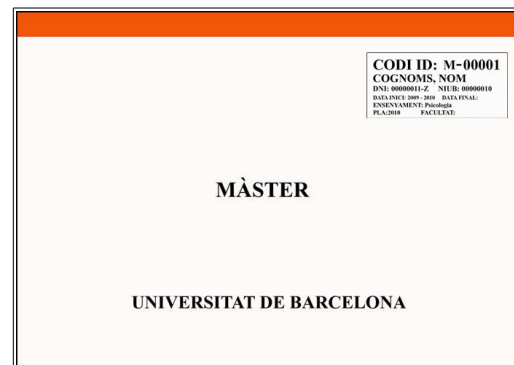 CODI ID: M-00001
COGNOMS, NOM
DNI: 00000011-Z NIUB: 00000010
DATA INICI: 2009 - 2010 DATA FINAL:
ENSENYAMENT: Psicologia
PLA:2010 FACULTAT:
MÀSTER
UNIVERSITAT DE BARCELONA